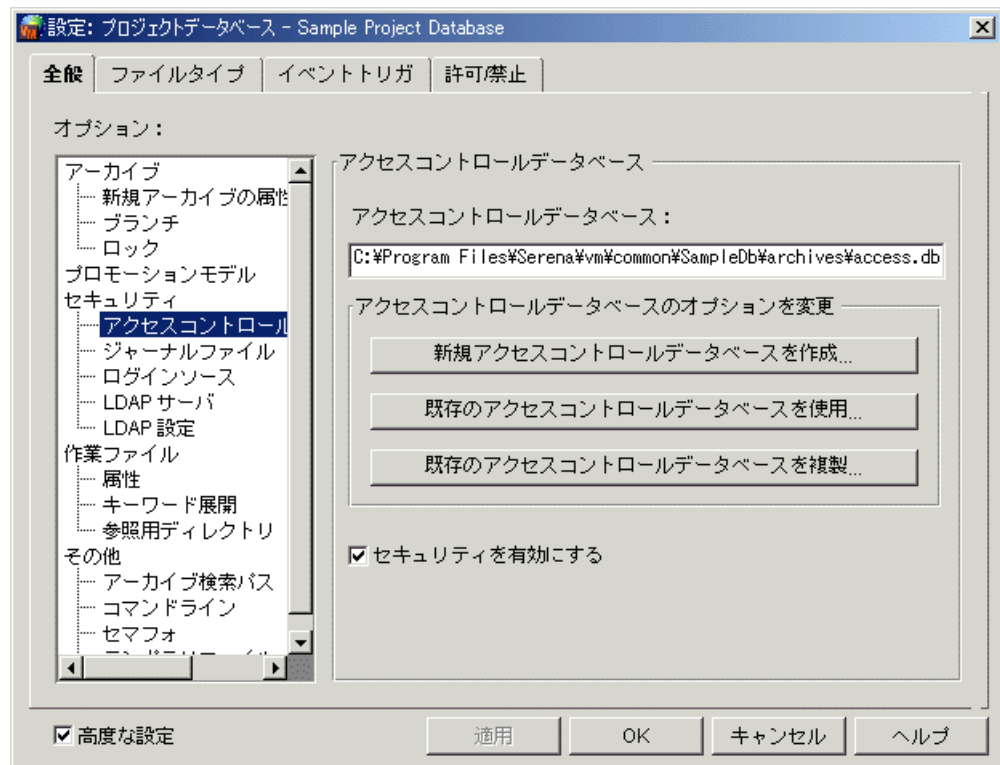 設定: プロジェクトデータベース - Sample Project Database
全般
ファイルタイプ
イベントトリガ
許可/禁止
オプション：
アーカイブ
新規アーカイブの属性
ブランチ
ロック
プロモーションモデル
セキュリティ
アクセスコントロール
ジャーナルファイル
ログインソース
LDAP サーバ
LDAP 設定
作業ファイル
属性
キーワード展開
参照用ディレクトリ
その他
アーカイブ検索パス
コマンドライン
セマフォ
アクセスコントロールデータベース
アクセスコントロールデータベース：
C:¥Program Files¥Serena¥vm¥common¥SampleDb¥archives¥access.db
アクセスコントロールデータベースのオプションを変更
新規アクセスコントロールデータベースを作成...
既存のアクセスコントロールデータベースを使用...
既存のアクセスコントロールデータベースを複製...
セキュリティを有効にする
高度な設定
適用
OK
キャンセル
ヘルプ